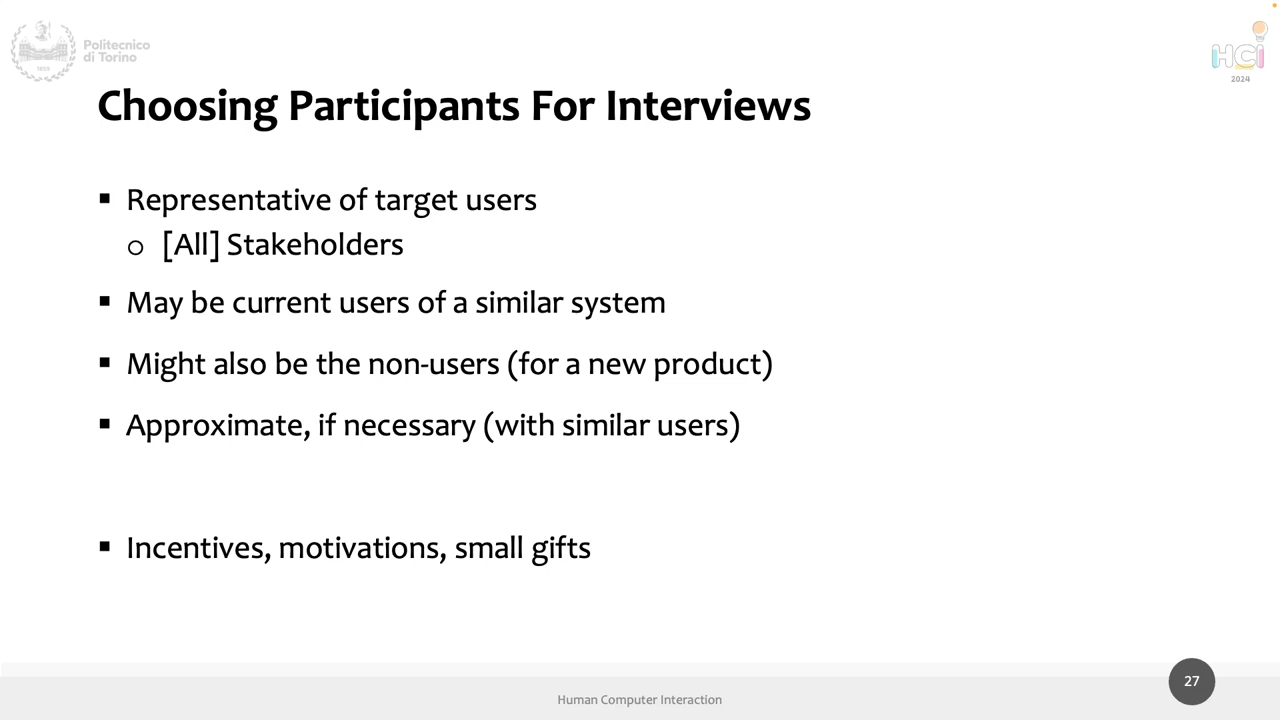 Politecnico
di Torino
1859
HCI
2024
Choosing Participants For Interviews
▪ Representative of target users
o [All] Stakeholders
▪ May be current users of a similar system
▪ Might also be the non-users (for a new product)
▪ Approximate, if necessary (with similar users)
▪ Incentives, motivations, small gifts
Human Computer Interaction
27